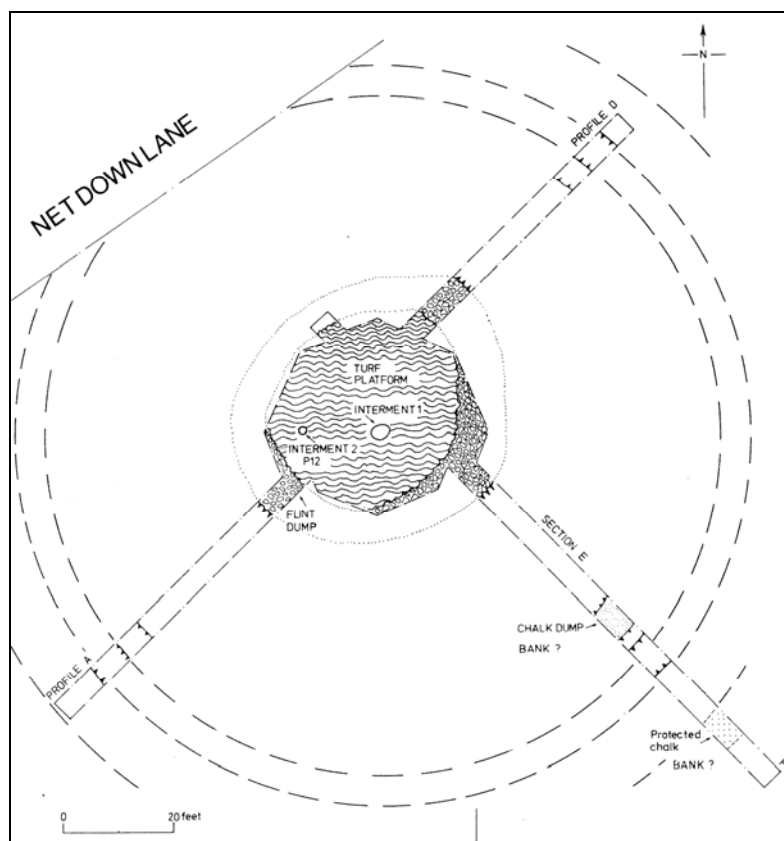 N
NET DOWN LANE
PROFILE D
TURF
PLATFORM
INTERMENT 1
INTERMENT 2
P12
FLINT
DUMP
SECTION E
CHALK DUMP
BANK ?
PROFILE A
Protected
chalk
BANK ?
0 20 feet